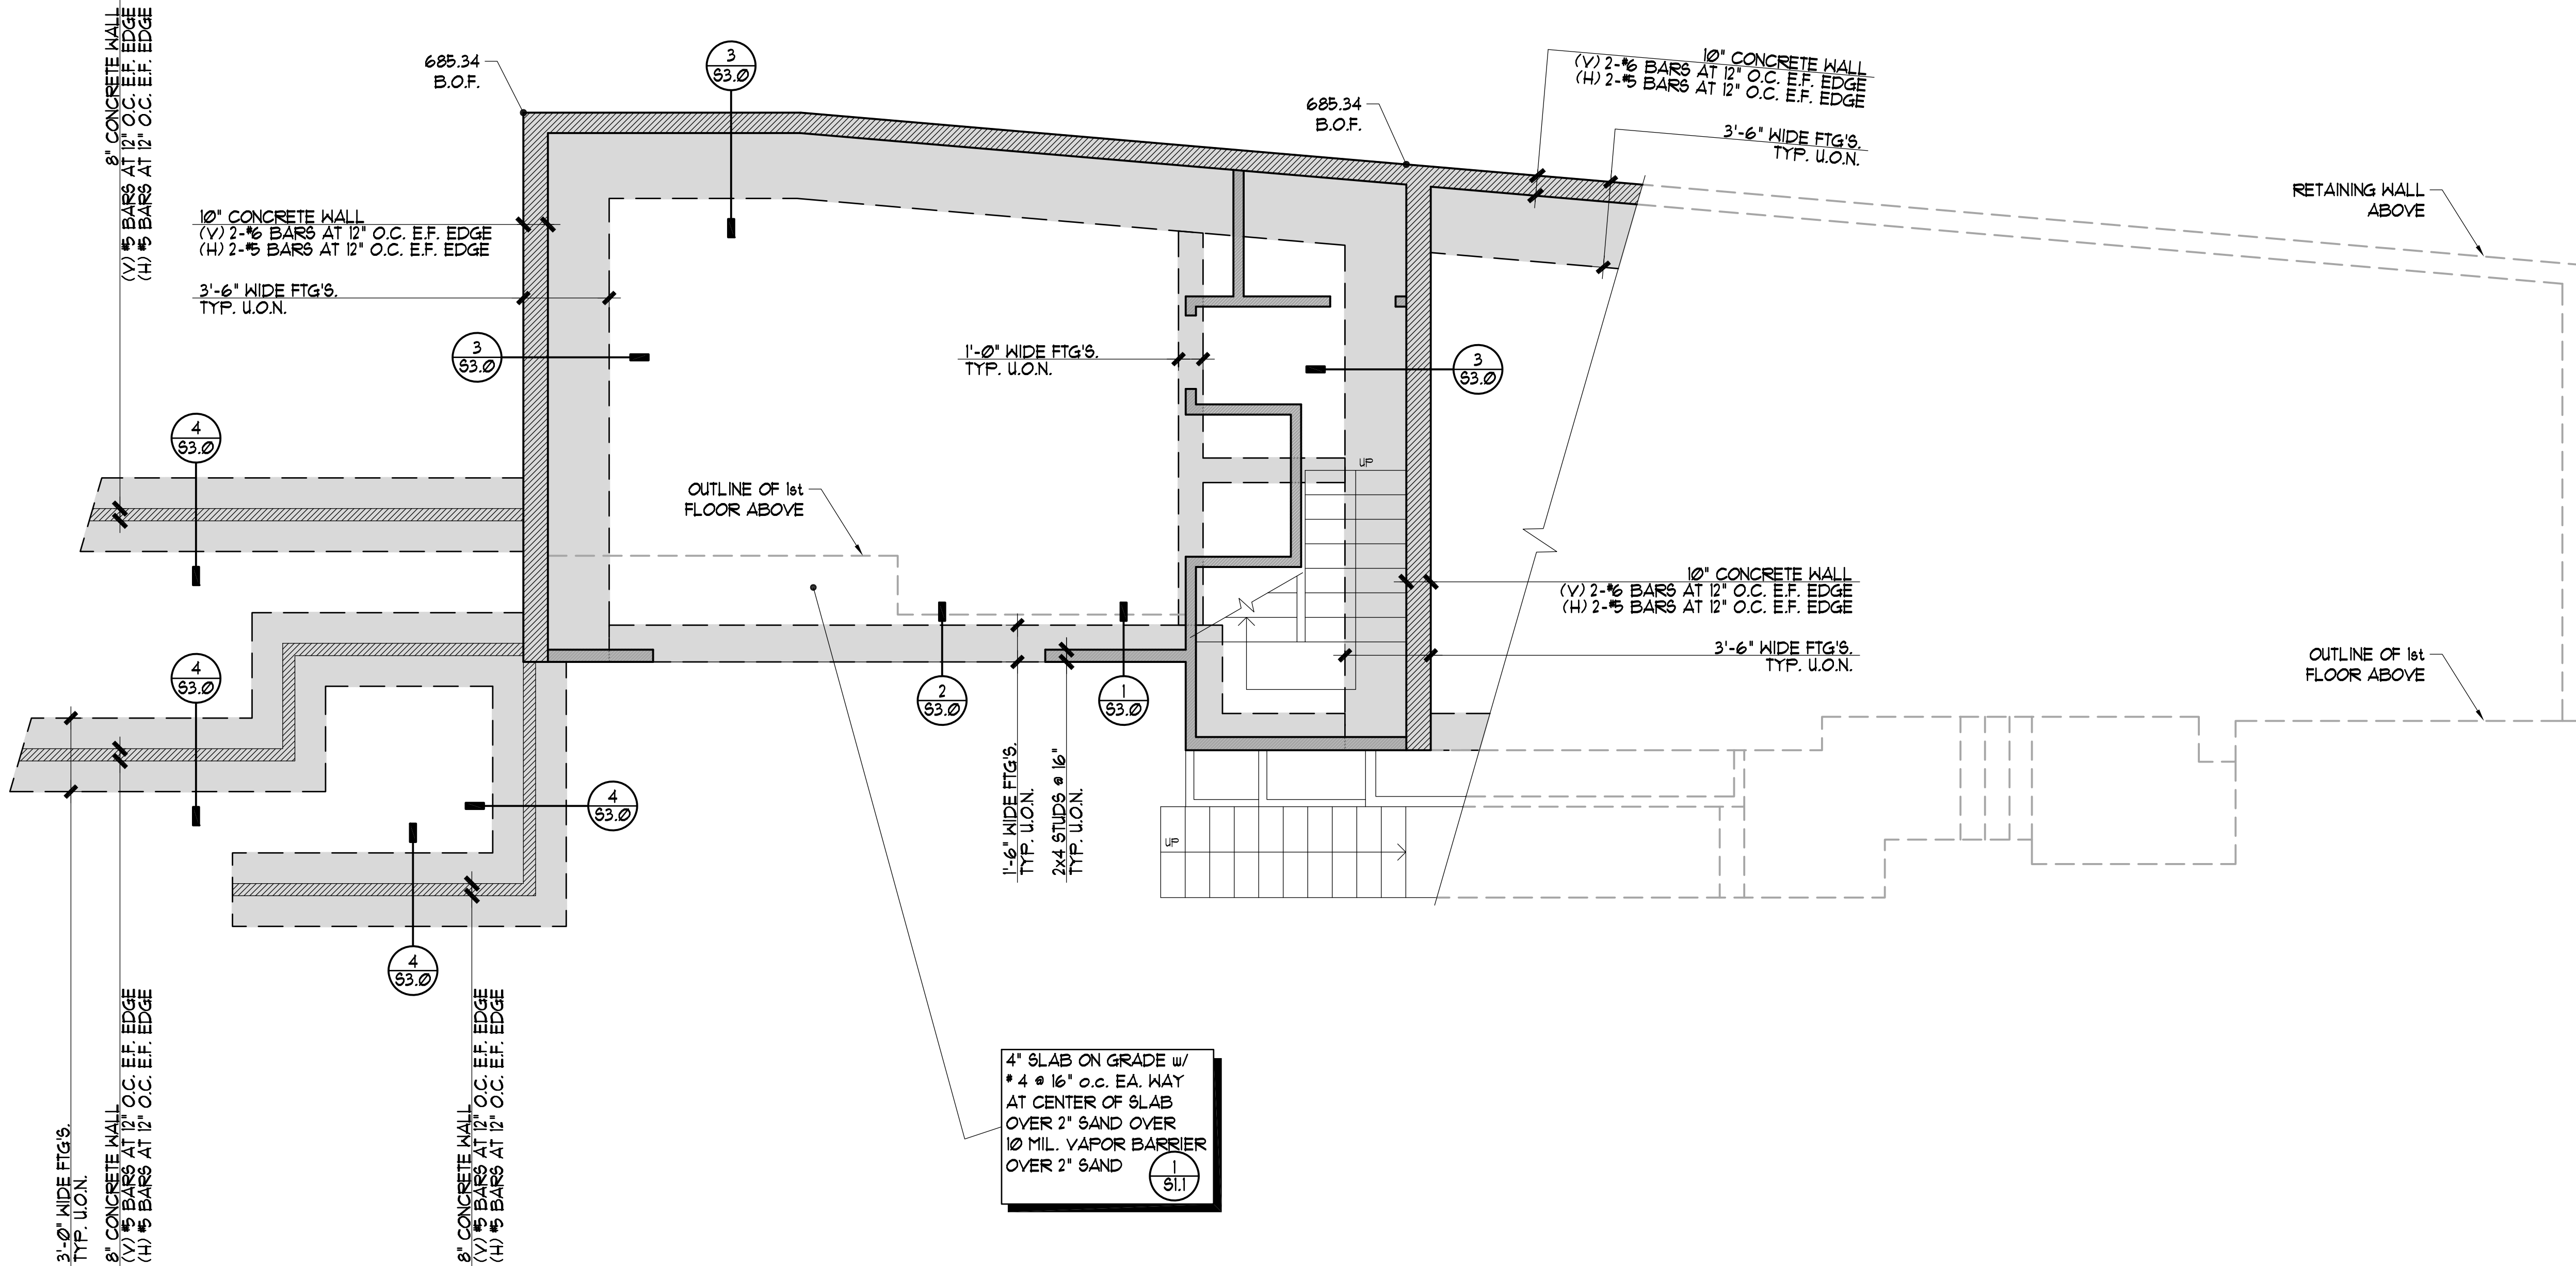 8" CONCRETE WALL
(V) #5 BARS AT 12" O.C. E.F. EDGE
(H) #5 BARS AT 12" O.C. E.F. EDGE
685.34
B.O.F.
3
S3.0
685.34
B.O.F.
10" CONCRETE WALL
(V) 2-#6 BARS AT 12" O.C. E.F. EDGE
(H) 2-#5 BARS AT 12" O.C. E.F. EDGE
3'-6" WIDE FTG'S.
TYP. U.O.N.
RETAINING WALL
ABOVE
10" CONCRETE WALL
(V) 2-#6 BARS AT 12" O.C. E.F. EDGE
(H) 2-#5 BARS AT 12" O.C. E.F. EDGE
3'-6" WIDE FTG'S.
TYP. U.O.N.
3
S3.0
1'-0" WIDE FTG'S.
TYP. U.O.N.
3
S3.0
4
S3.0
UP
OUTLINE OF 1st
FLOOR ABOVE
10" CONCRETE WALL
(V) 2-#6 BARS AT 12" O.C. E.F. EDGE
(H) 2-#5 BARS AT 12" O.C. E.F. EDGE
3'-6" WIDE FTG'S.
TYP. U.O.N.
OUTLINE OF 1st
FLOOR ABOVE
4
S3.0
2
S3.0
1
S3.0
4
S3.0
1'-6" WIDE FTG'S.
TYP. U.O.N.
2x4 STUDS @ 16"
TYP. U.O.N.
UP
4
S3.0
3'-0" WIDE FTG'S.
TYP. U.O.N.
8" CONCRETE WALL
(V) #5 BARS AT 12" O.C. E.F. EDGE
(H) #5 BARS AT 12" O.C. E.F. EDGE
8" CONCRETE WALL
(V) #5 BARS AT 12" O.C. E.F. EDGE
(H) #5 BARS AT 12" O.C. E.F. EDGE
4" SLAB ON GRADE w/
# 4 @ 16" o.c. EA. WAY
AT CENTER OF SLAB
OVER 2" SAND OVER
10 MIL. VAPOR BARRIER
OVER 2" SAND
1
S1.1